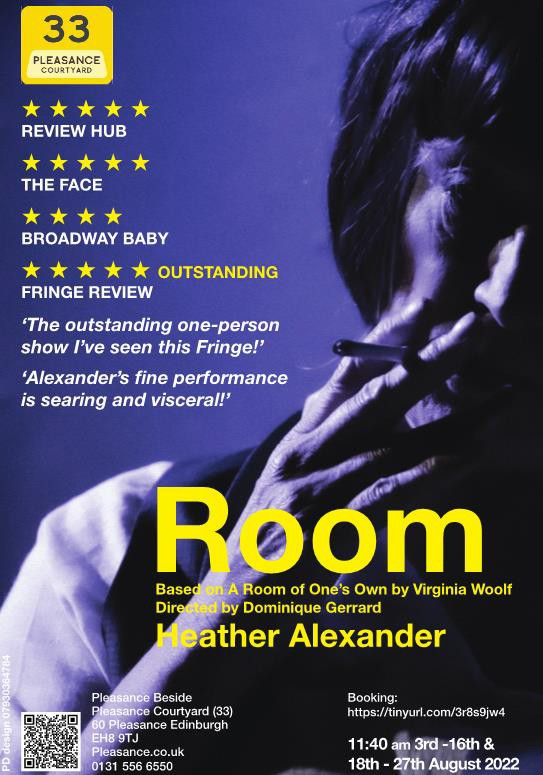 33
PLEASANCE
COURTYARD
★ ★ ★ ★ ★
REVIEW HUB
★ ★ ★ ★ ★
THE FACE
★ ★ ★ ★
BROADWAY BABY
★ ★ ★ ★ ★ OUTSTANDING
FRINGE REVIEW
‘The outstanding one-person
show I’ve seen this Fringe!’
‘Alexander’s fine performance
is searing and visceral!’
Room
Based on A Room of One’s Own by Virginia Woolf
Directed by Dominique Gerrard
Heather Alexander
PD design 07930364784
Pleasance Beside
Pleasance Courtyard (33)
60 Pleasance Edinburgh
EH8 9TJ
Pleasance.co.uk
0131 556 6550
Booking:
https://tinyurl.com/3r8s9jw4
11:40 am 3rd -16th &
18th - 27th August 2022